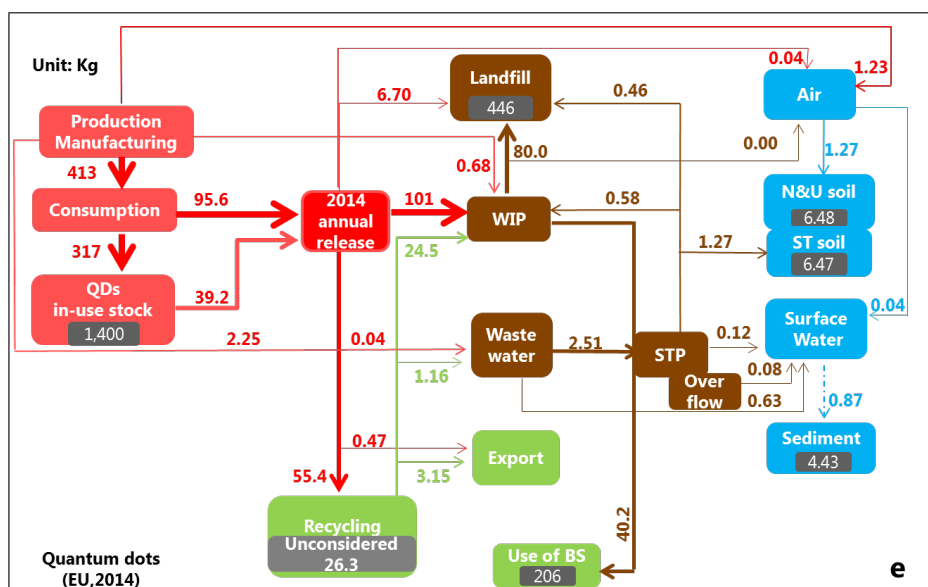 0.04
1.23
Unit: Kg
Landfill
446
Air
6.70
0.46
Production
Manufacturing
0.68
80.0
0.00
1.27
413
Consumption
95.6
2014
annual
release
101
WIP
0.58
N&U soil
6.48
317
24.5
1.27
ST soil
6.47
QDs
in-use stock
1,400
39.2
0.04
2.25
0.04
Waste
water
2.51
STP
0.12
Surface
Water
1.16
Over
flow
0.08
0.63
0.87
0.47
Export
3.15
Sediment
4.43
55.4
Recycling
Unconsidered
26.3
40.2
Use of BS
206
Quantum dots
(EU,2014)
e